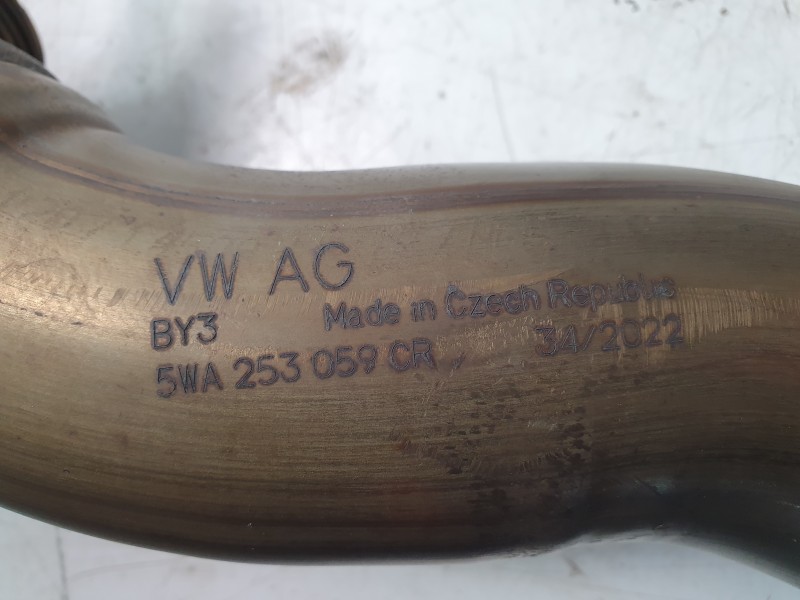 VW AG
BY3 Made in Czech Republic
5WA 253 059 CR 34/2022